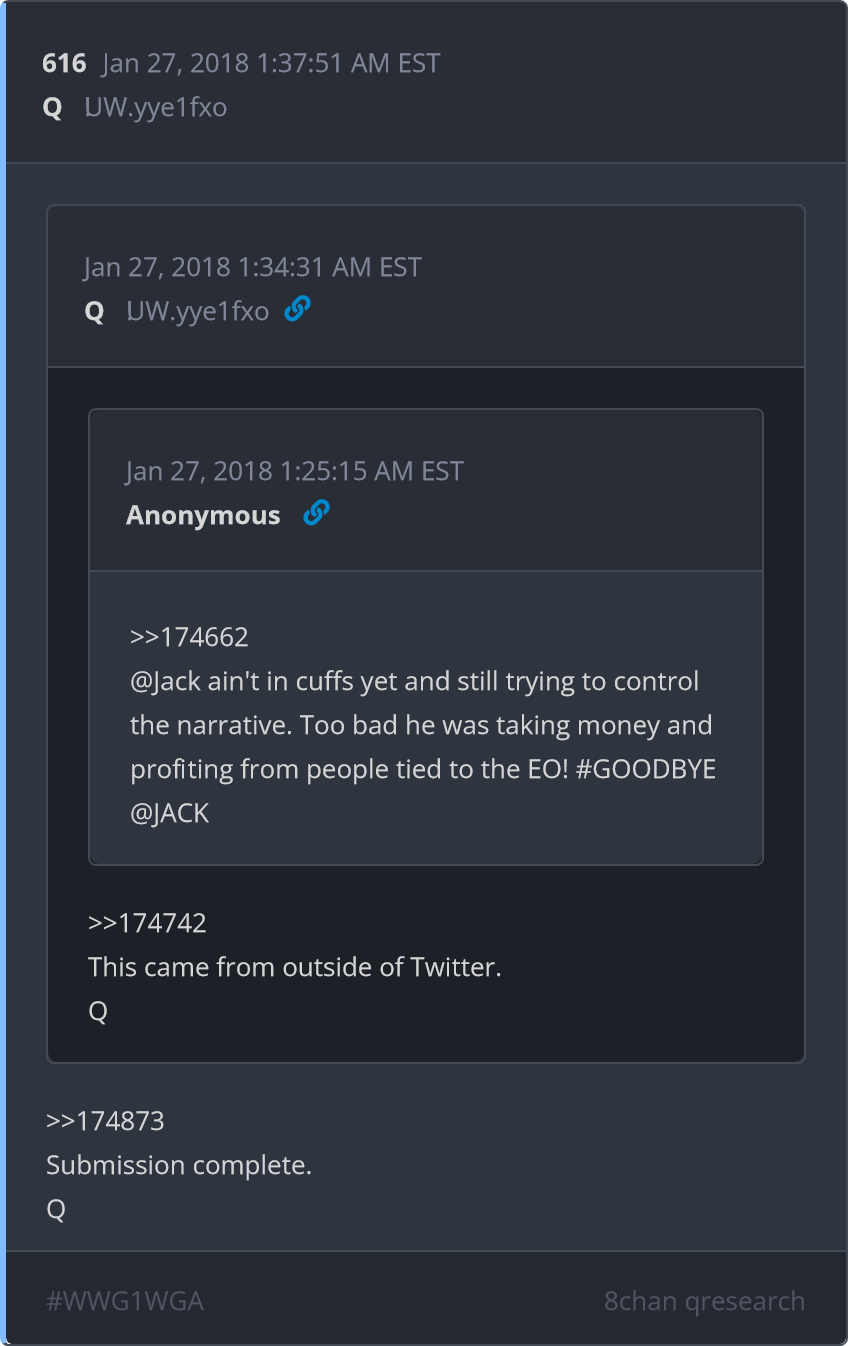 616 Jan 27, 2018 1:37:51 AM EST
Q UW.yye1fxo
Jan 27, 2018 1:34:31 AM EST
Q UW.yye1fxo
Jan 27, 2018 1:25:15 AM EST
Anonymous
>>174662
@Jack ain't in cuffs yet and still trying to control
the narrative. Too bad he was taking money and
profiting from people tied to the EO! #GOODBYE
@JACK
>>174742
This came from outside of Twitter.
Q
>>174873
Submission complete.
Q
#WWG1WGA 8chan qresearch